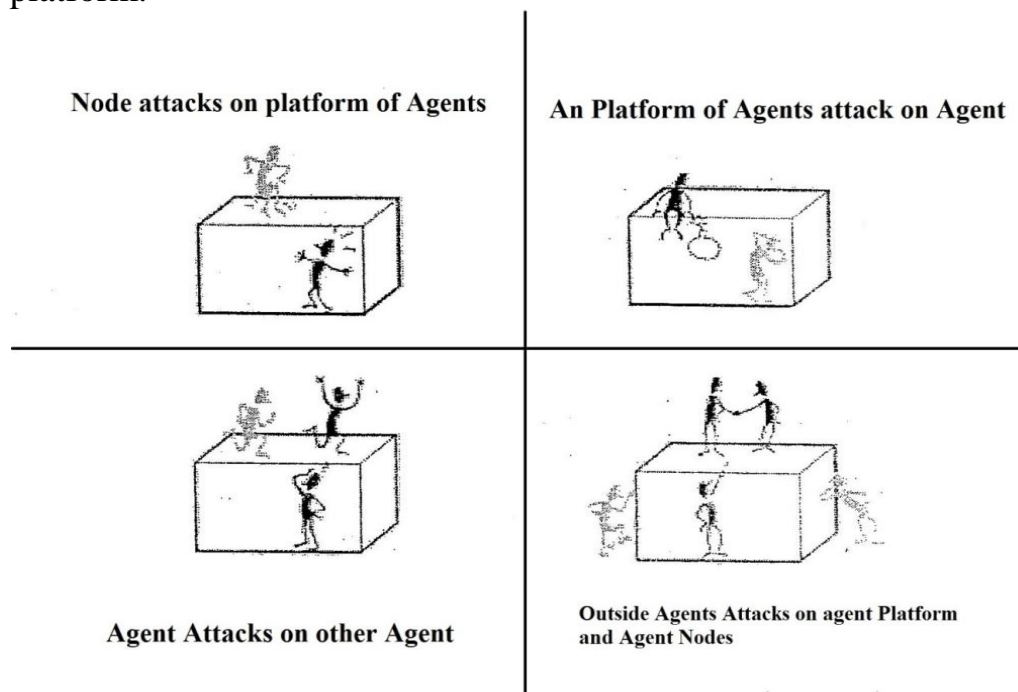 platform.
Node attacks on platform of Agents
An Platform of Agents attack on Agent
Agent Attacks on other Agent
Outside Agents Attacks on agent Platform
and Agent Nodes